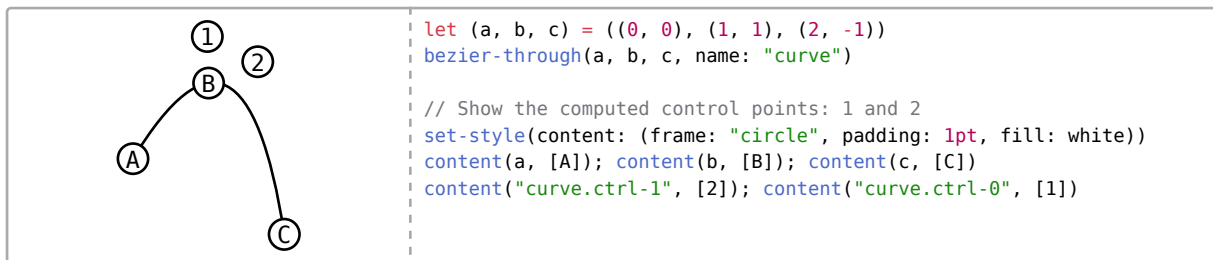 1
2
B
A
C
let (a, b, c) = ((0, 0), (1, 1), (2, -1))
bezier-through(a, b, c, name: "curve")
// Show the computed control points: 1 and 2
set-style(content: (frame: "circle", padding: 1pt, fill: white))
content(a, [A]); content(b, [B]); content(c, [C])
content("curve.ctrl-1", [2]); content("curve.ctrl-0", [1])